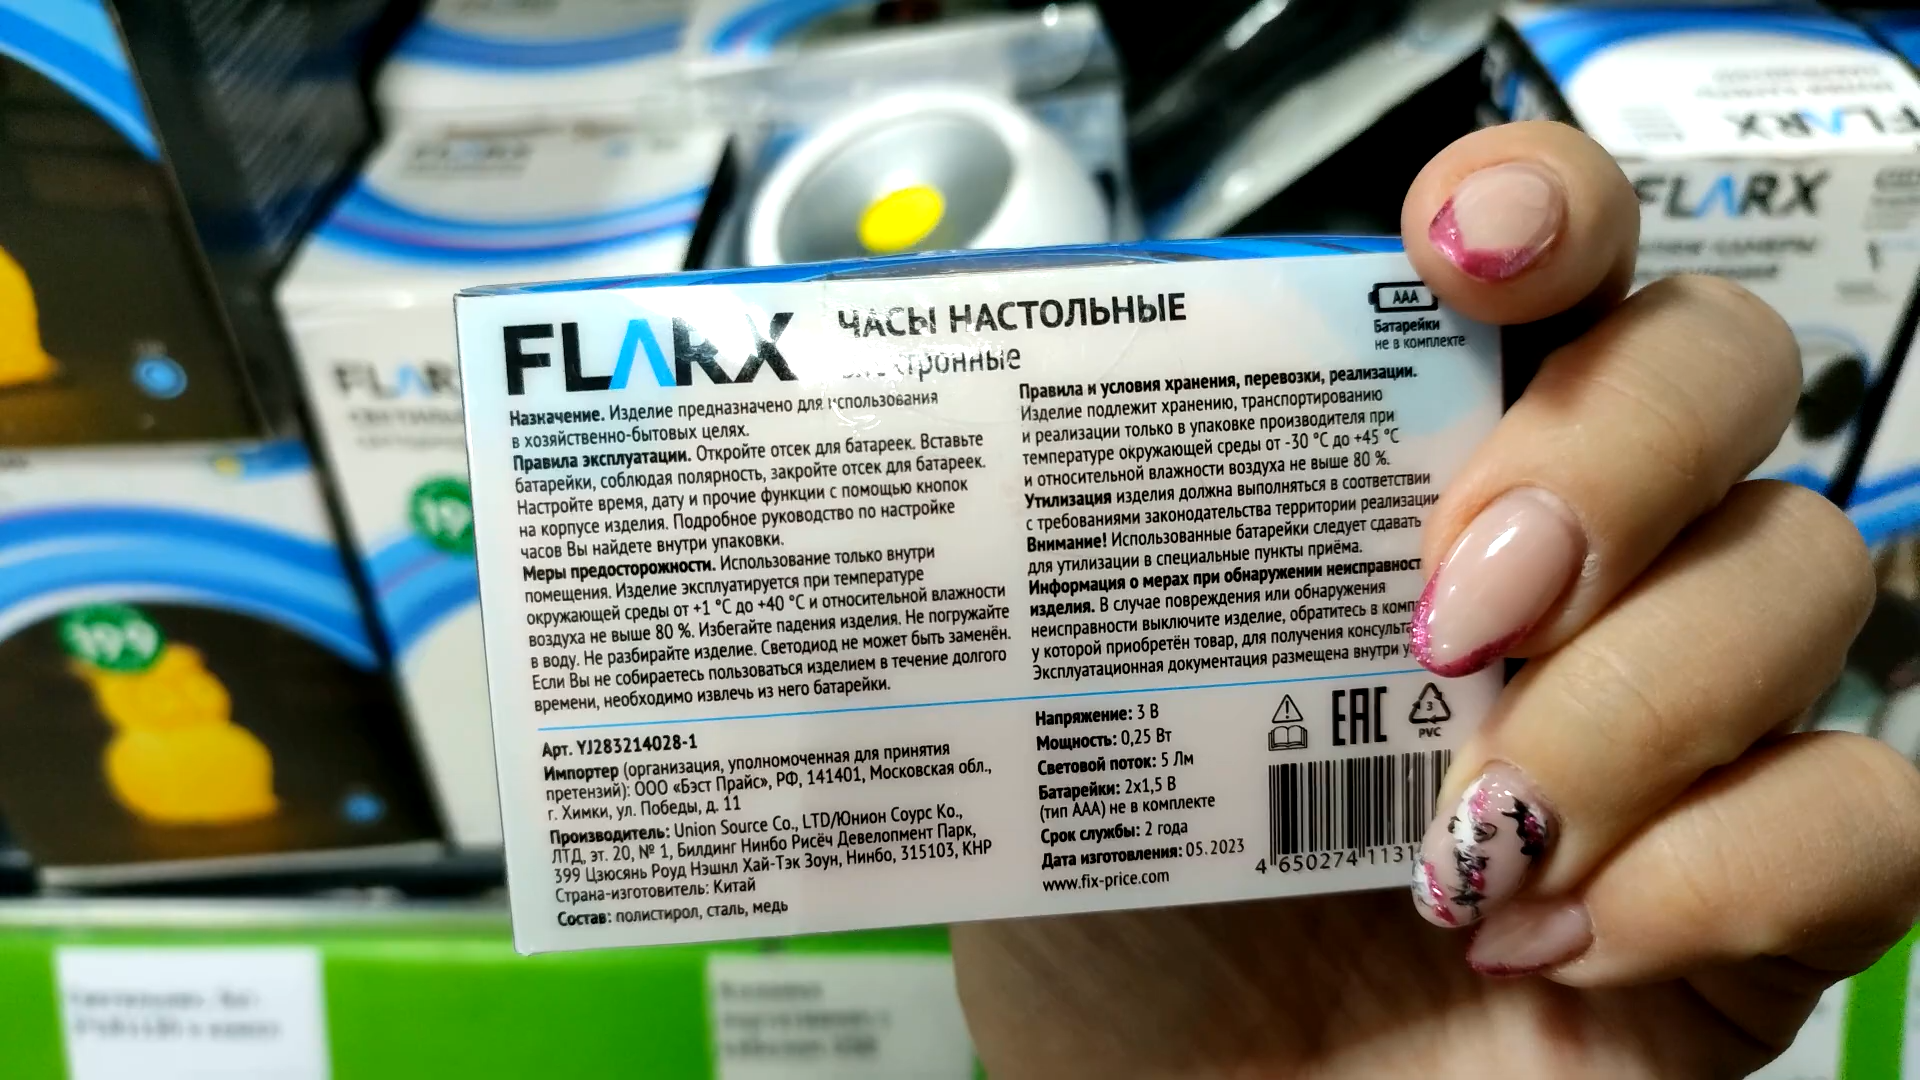 FLARX
ЧАСЫ НАСТОЛЬНЫЕ
ААА
Батарейки
не в комплекте
Назначение. Изделие предназначено для использования
в хозяйственно-бытовых целях.
Правила эксплуатации. Откройте отсек для батареек. Вставьте
батарейки, соблюдая полярность, закройте отсек для батареек.
Настройте время, дату и прочие функции с помощью кнопок
на корпусе изделия. Подробное руководство по настройке
часов Вы найдете внутри упаковки.
Меры предосторожности. Использование только внутри
помещения. Изделие эксплуатируется при температуре
окружающей среды от +1 °С до +40 °С и относительной влажности
воздуха не выше 80 %. Избегайте падения изделия. Не погружайте
в воду. Не разбирайте изделие. Светодиод не может быть заменён.
Если Вы не собираетесь пользоваться изделием в течение долгого
времени, необходимо извлечь из него батарейки.
Правила и условия хранения, перевозки, реализации.
Изделие подлежит хранению, транспортированию
и реализации только в упаковке производителя при
температуре окружающей среды от -30 °С до +45 °С
и относительной влажности воздуха не выше 80 %.
Утилизация изделия должна выполняться в соответствии
с требованиями законодательства территории реализации
Внимание! Использованные батарейки следует сдавать
для утилизации в специальные пункты приёма.
Информация о мерах при обнаружении
изделия. В случае повреждения или обнаружения
неисправности выключите изделие, обратитесь в
у которой приобретён товар, для получения
Эксплуатационная документация размещена внутри
Арт. YJ283214028-1
Импортер (организация, уполномоченная для принятия
претензий): ООО «Бэст Прайс», РФ, 141401, Московская обл.,
г. Химки, ул. Победы, д. 11
Производитель: Union Source Co., LTD/Юнион Соурс Ко.,
ЛТД, эт. 20, № 1, Билдинг Нинбо Рисёч Девелопмент Парк,
399 Цзюсянь Роуд Нэшнл Хай-Тэк Зоун, Нинбо, 315103, КНР
Страна-изготовитель: Китай
Состав: полистирол, сталь, медь
Напряжение: 3 В
Мощность: 0,25 Вт
Световой поток: 5 Лм
Батарейки: 2х1,5 В
(тип ААА) не в комплекте
Срок службы: 2 года
Дата изготовления: 05.2023
www.fix-price.com
EAC
3
PVC
4 650274 113
FLARX
FLARX
199